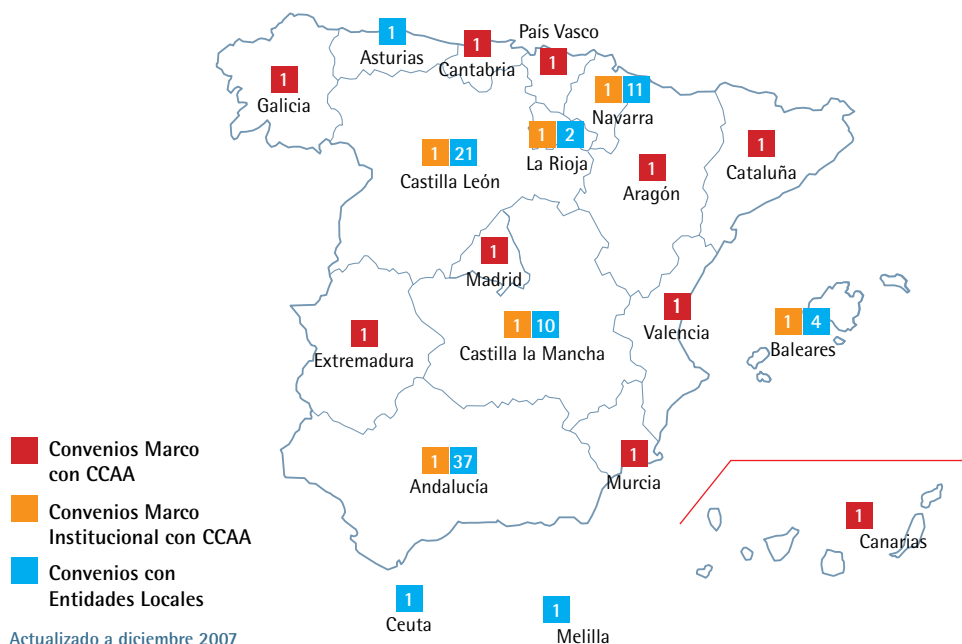 1
Asturias
1
Cantabria
País Vasco
1
1
Galicia
1 11
Navarra
1 2
La Rioja
1 21
Castilla León
1
Aragón
1
Cataluña
1
Madrid
1
Extremadura
1 10
Castilla la Mancha
1
Valencia
1 4
Baleares
1 37
Andalucía
1
Murcia
1
Canarias
1
Ceuta
1
Melilla
Convenios Marco
con CCAA
Convenios Marco
Institucional con CCAA
Convenios con
Entidades Locales
Actualizado a diciembre 2007